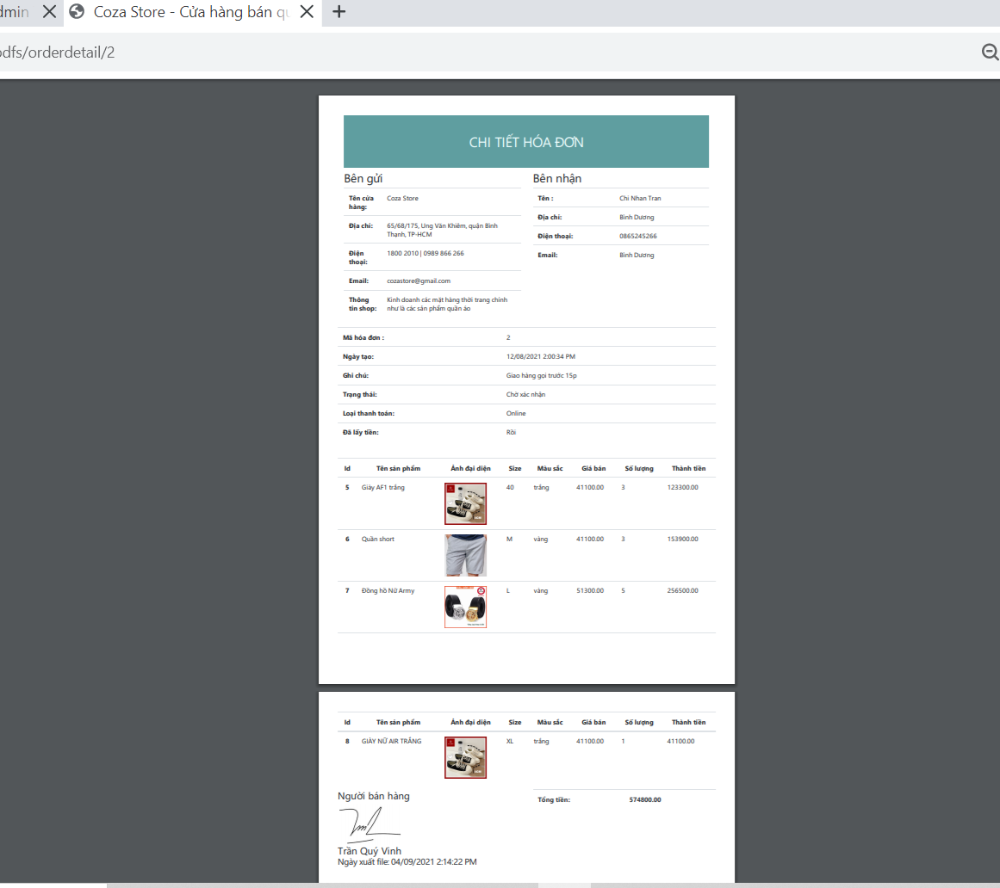 dmin
Coza Store - Cửa hàng bán qu
odfs/orderdetail/2
CHI TIẾT HÓA ĐƠN
Bên gửi
Tên cửa hàng: Coza Store
Địa chỉ: 65/68/175, Ung Văn Khiêm, quận Bình Thạnh, TP-HCM
Điện thoại: 1800 2010 | 0989 866 266
Email: cozastore@gmail.com
Thông tin shop: Kinh doanh các mặt hàng thời trang chính như là các sản phẩm quần áo
Bên nhận
Tên : Chi Nhan Tran
Địa chỉ: Bình Dương
Điện thoại: 0865245266
Email: Bình Dương
Mã hóa đơn : 2
Ngày tạo: 12/08/2021 2:00:34 PM
Ghi chú: Giao hàng gọi trước 15p
Trạng thái: Chờ xác nhận
Loại thanh toán: Online
Đã lấy tiền: Rồi
Id Tên sản phẩm Ảnh đại diện Size Màu sắc Giá bán Số lượng Thành tiền
5 Giày AF1 trắng 40 trắng 41100.00 3 123300.00
6 Quần short M vàng 41100.00 3 153900.00
7 Đồng hồ Nữ Army L vàng 51300.00 5 256500.00
Id Tên sản phẩm Ảnh đại diện Size Màu sắc Giá bán Số lượng Thành tiền
8 GIÀY NỮ AIR TRẮNG XL trắng 41100.00 1 41100.00
Tổng tiền: 574800.00
Người bán hàng
Trần Quý Vinh
Ngày xuất file: 04/09/2021 2:14:22 PM